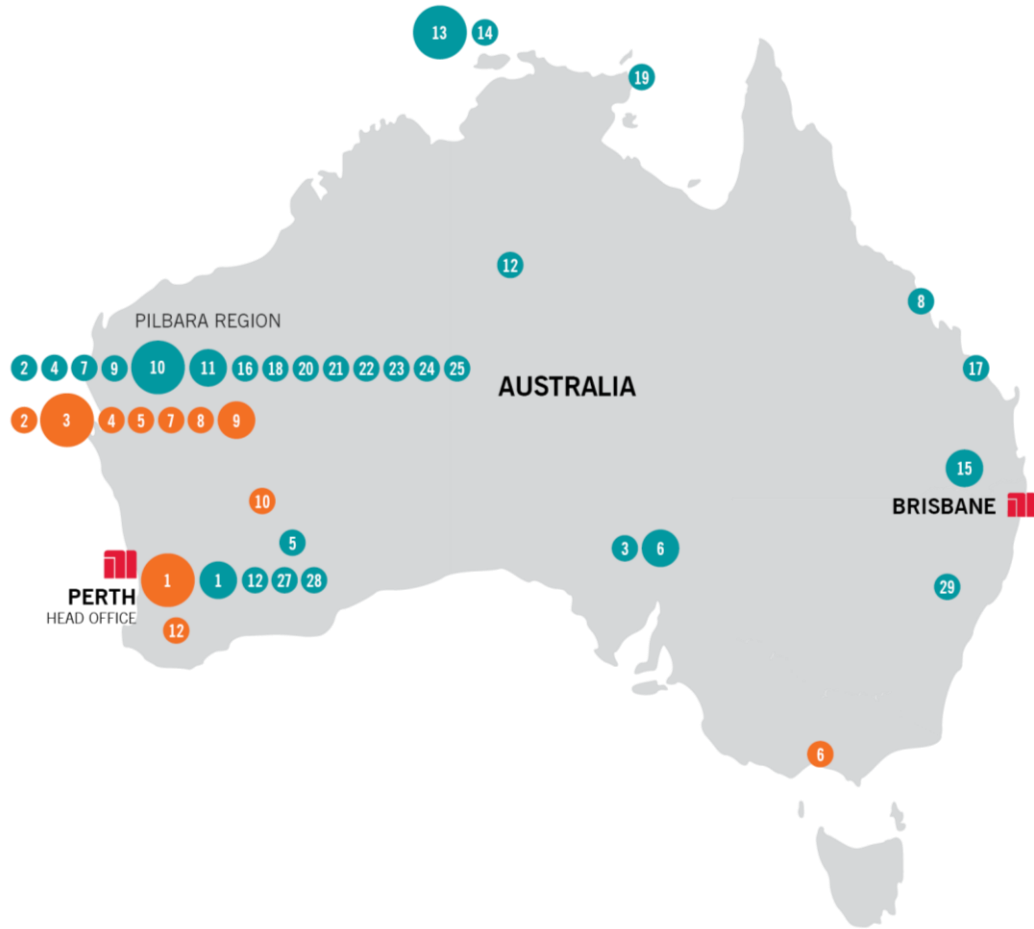 13 14
19
12
8
PILBARA REGION
2 4 7 9 10 11 16 18 20 21 22 23 24 25
17
AUSTRALIA
2 3 4 5 7 8 9
15
10
BRISBANE
5
3 6
1 1 12 27 28
29
PERTH
HEAD OFFICE
12
6